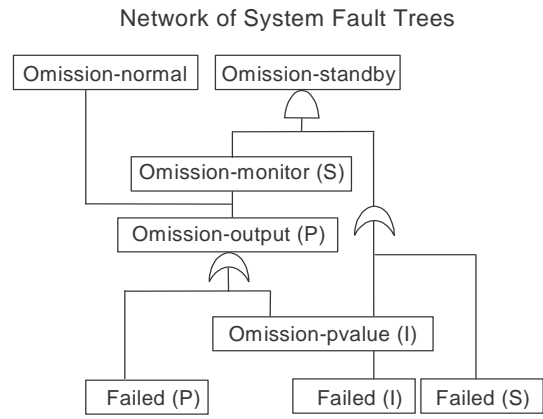 Network of System Fault Trees
Omission-normal
Omission-standby
Omission-monitor (S)
Omission-output (P)
Omission-pvalue (I)
Failed (P)
Failed (I)
Failed (S)